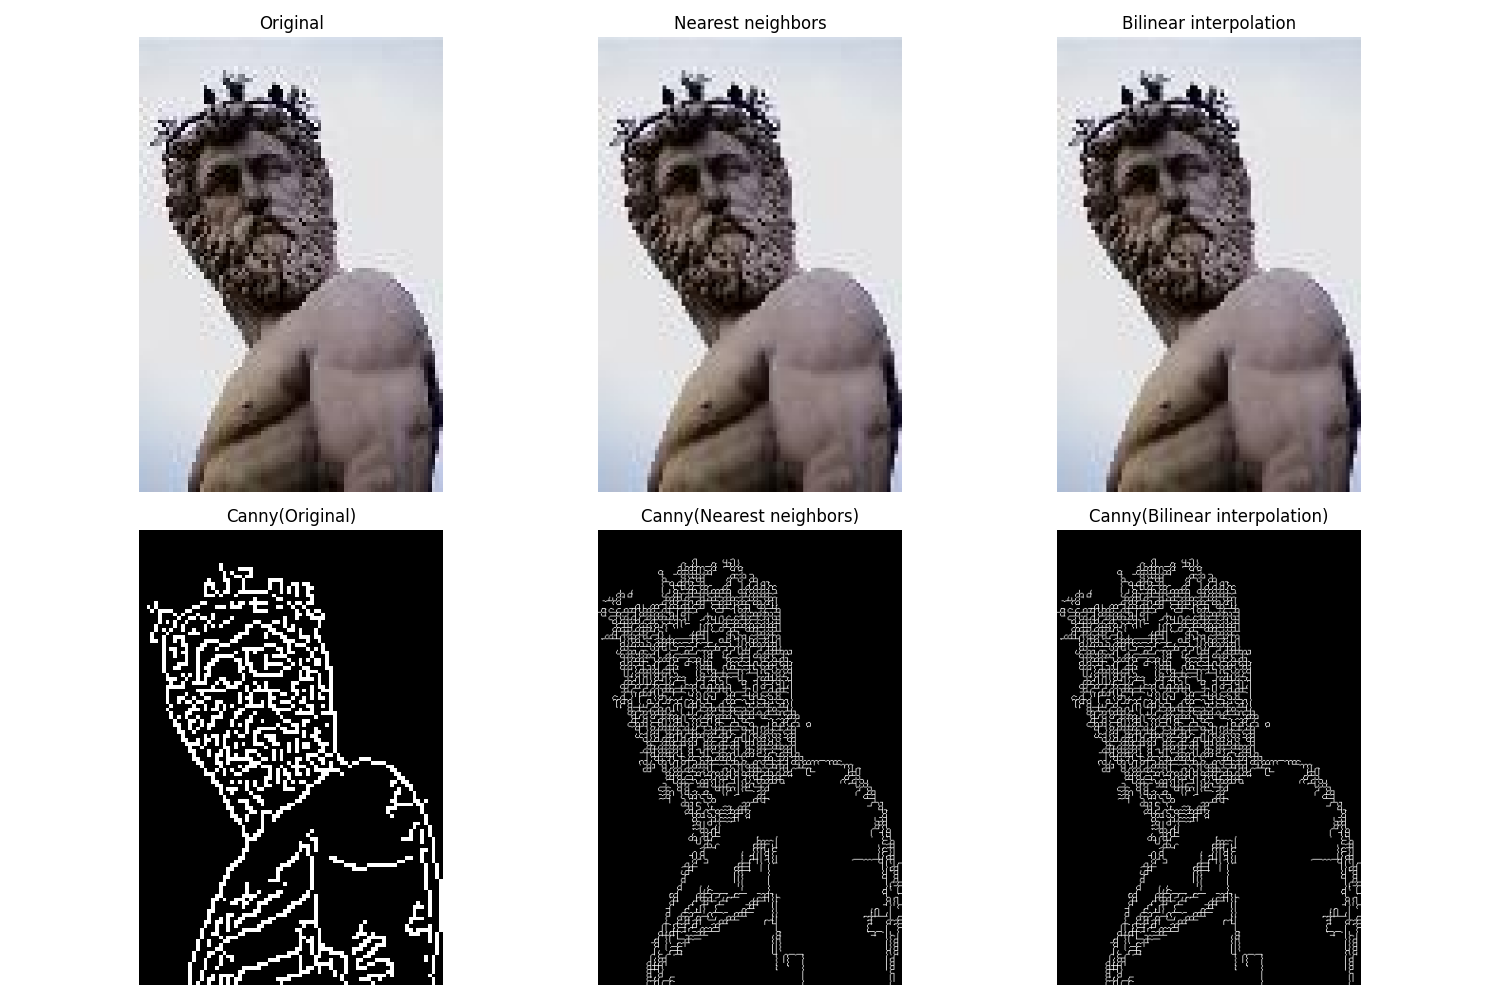 Original
Nearest neighbors
Bilinear interpolation
Canny(Original)
Canny(Nearest neighbors)
Canny(Bilinear interpolation)